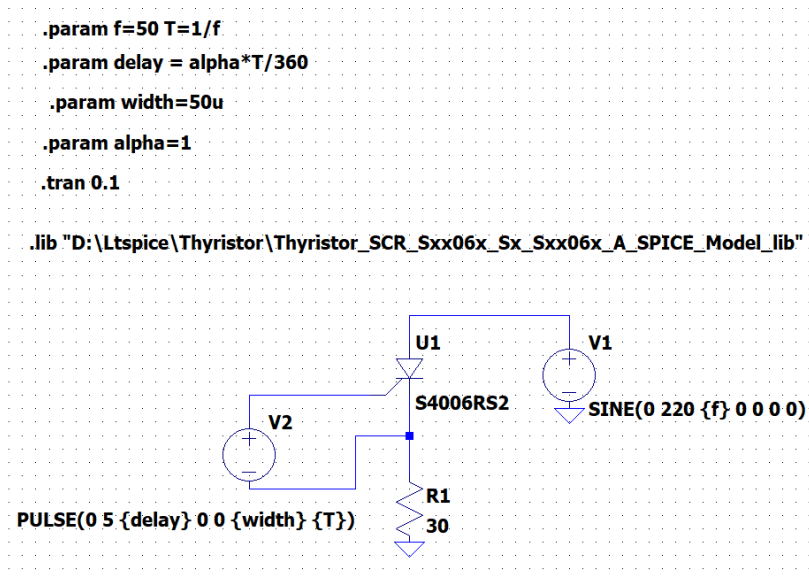 .param f=50 T=1/f
.param delay = alpha*T/360
.param width=50u
.param alpha=1
.tran 0.1
.lib "D:\Ltspice\Thyristor\Thyristor_SCR_Sxx06x_Sx_Sxx06x_A_SPICE_Model_lib"
U1
V1
S4006RS2
SINE(0 220 {f} 0 0 0 0)
V2
R1
PULSE(0 5 {delay} 0 0 {width} {T})
30